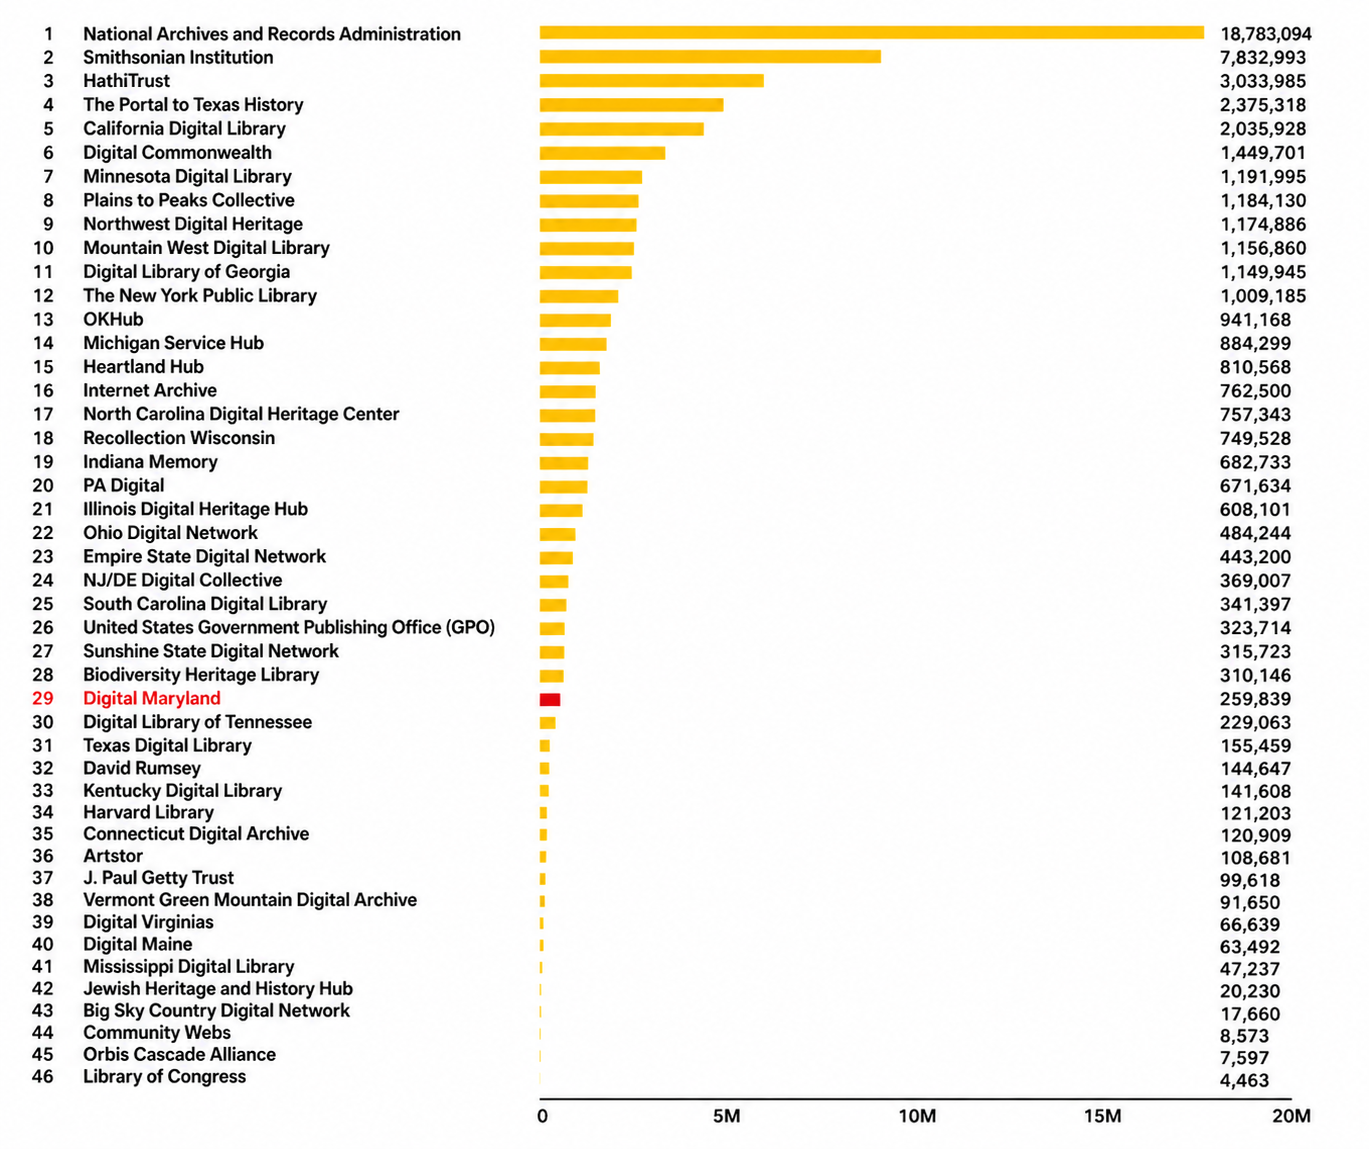 1 National Archives and Records Administration 18,783,094
2 Smithsonian Institution 7,832,993
3 HathiTrust 3,033,985
4 The Portal to Texas History 2,375,318
5 California Digital Library 2,035,928
6 Digital Commonwealth 1,449,701
7 Minnesota Digital Library 1,191,995
8 Plains to Peaks Collective 1,184,130
9 Northwest Digital Heritage 1,174,886
10 Mountain West Digital Library 1,156,860
11 Digital Library of Georgia 1,149,945
12 The New York Public Library 1,009,185
13 OKHub 941,168
14 Michigan Service Hub 884,299
15 Heartland Hub 810,568
16 Internet Archive 762,500
17 North Carolina Digital Heritage Center 757,343
18 Recollection Wisconsin 749,528
19 Indiana Memory 682,733
20 PA Digital 671,634
21 Illinois Digital Heritage Hub 608,101
22 Ohio Digital Network 484,244
23 Empire State Digital Network 443,200
24 NJ/DE Digital Collective 369,007
25 South Carolina Digital Library 341,397
26 United States Government Publishing Office (GPO) 323,714
27 Sunshine State Digital Network 315,723
28 Biodiversity Heritage Library 310,146
29 Digital Maryland 259,839
30 Digital Library of Tennessee 229,063
31 Texas Digital Library 155,459
32 David Rumsey 144,647
33 Kentucky Digital Library 141,608
34 Harvard Library 121,203
35 Connecticut Digital Archive 120,909
36 Artstor 108,681
37 J. Paul Getty Trust 99,618
38 Vermont Green Mountain Digital Archive 91,650
39 Digital Virginias 66,639
40 Digital Maine 63,492
41 Mississippi Digital Library 47,237
42 Jewish Heritage and History Hub 20,230
43 Big Sky Country Digital Network 17,660
44 Community Webs 8,573
45 Orbis Cascade Alliance 7,597
46 Library of Congress 4,463
0 5M 10M 15M 20M